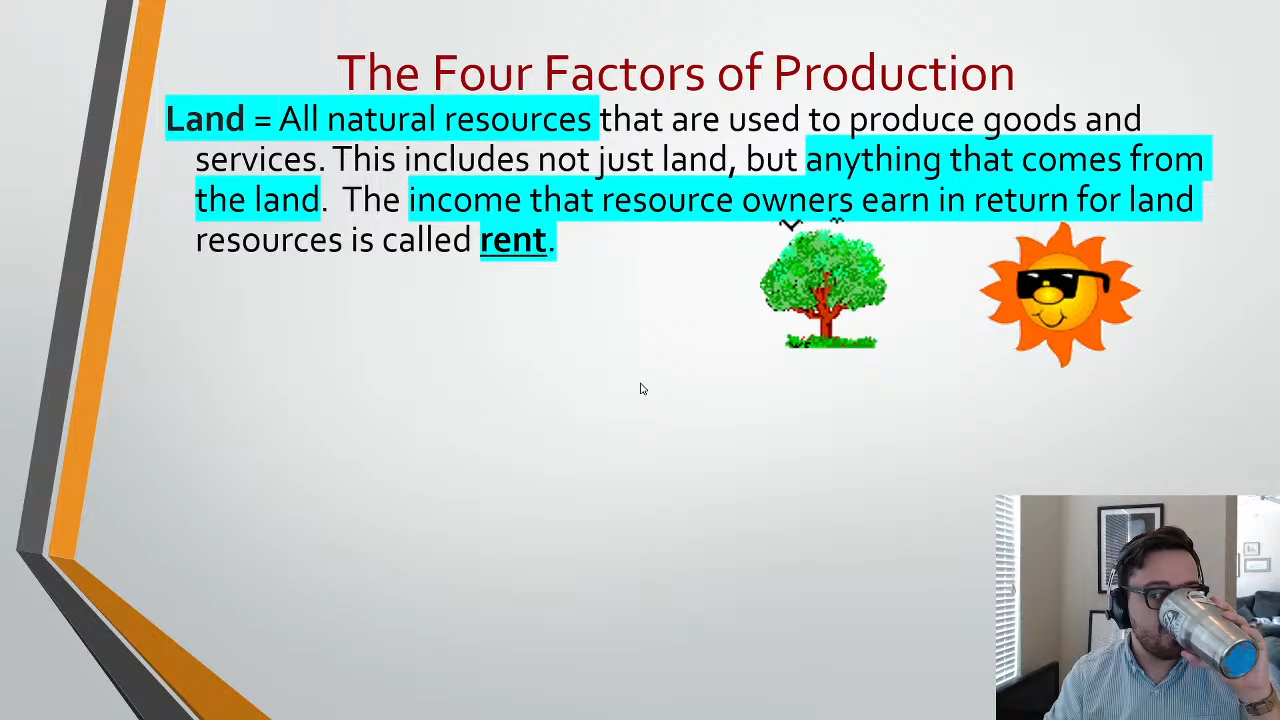 The Four Factors of Production
Land = All natural resources that are used to produce goods and
services. This includes not just land, but anything that comes from
the land. The income that resource owners earn in return for land
resources is called rent.